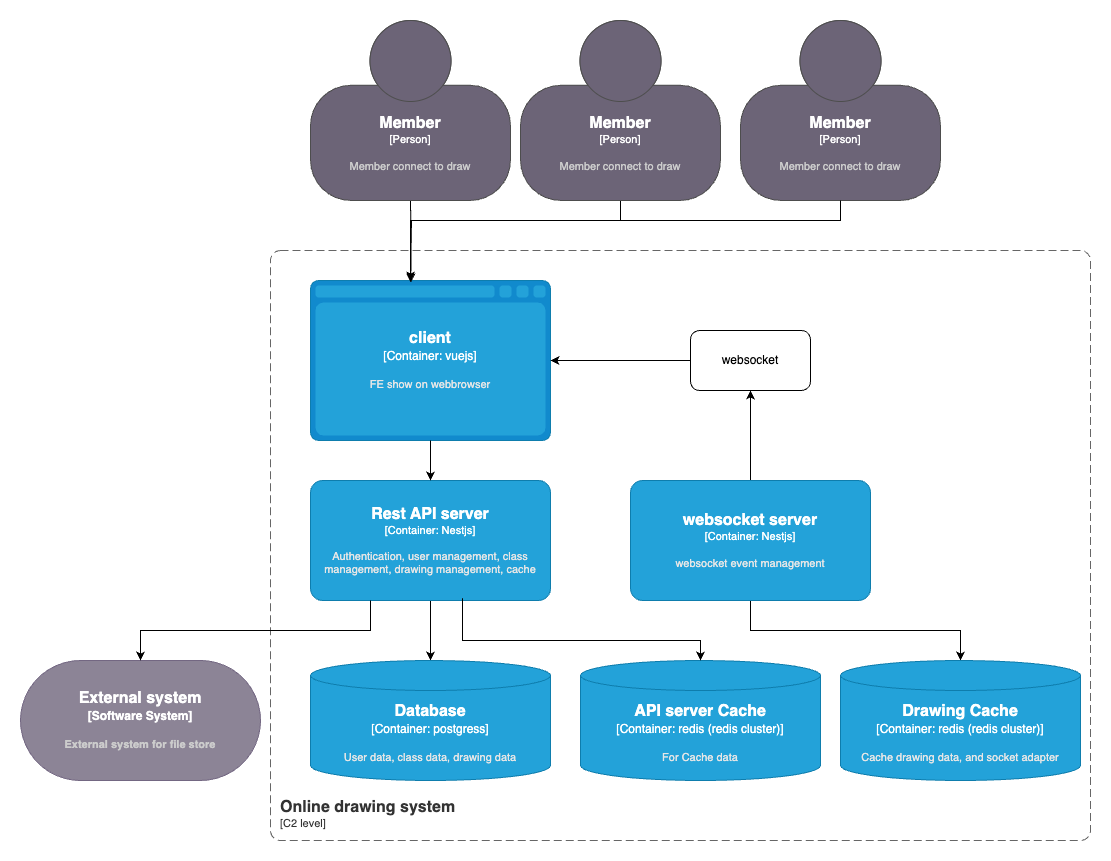 Member
[Person]
Member connect to draw
Member
[Person]
Member connect to draw
Member
[Person]
Member connect to draw
client
[Container: vuejs]
FE show on webbrowser
websocket
Rest API server
[Container: Nestjs]
Authentication, user management, class
management, drawing management, cache
websocket server
[Container: Nestjs]
websocket event management
External system
[Software System]
External system for file store
Database
[Container: postgress]
User data, class data, drawing data
API server Cache
[Container: redis (redis cluster)]
For Cache data
Drawing Cache
[Container: redis (redis cluster)]
Cache drawing data, and socket adapter
Online drawing system
[C2 level]